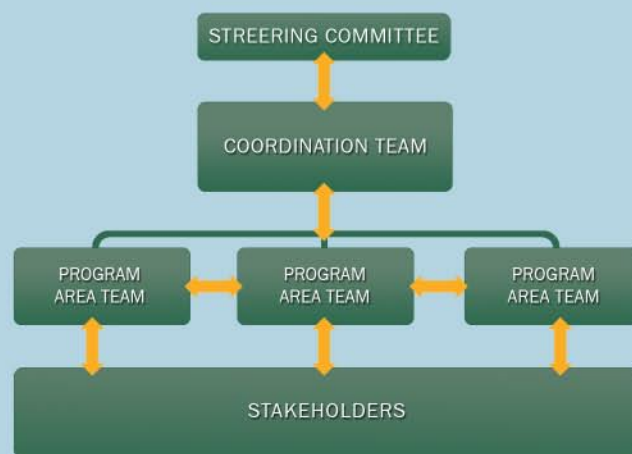 STREERING COMMITTEE
COORDINATION TEAM
PROGRAM
AREA TEAM
PROGRAM
AREA TEAM
PROGRAM
AREA TEAM
STAKEHOLDERS